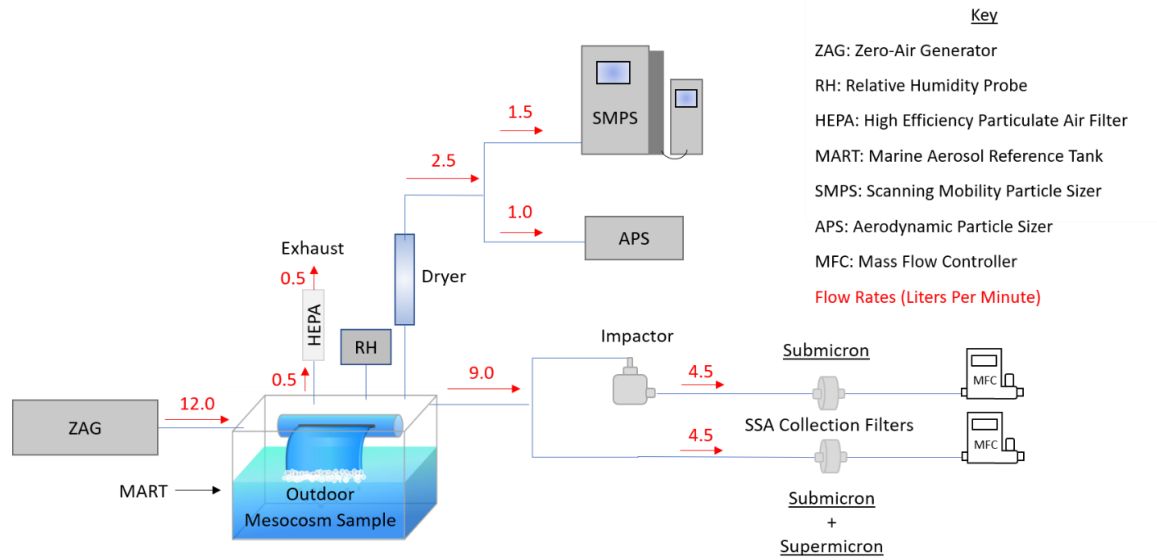 Key
ZAG: Zero-Air Generator
RH: Relative Humidity Probe
HEPA: High Efficiency Particulate Air Filter
MART: Marine Aerosol Reference Tank
SMPS: Scanning Mobility Particle Sizer
APS: Aerodynamic Particle Sizer
MFC: Mass Flow Controller
Flow Rates (Liters Per Minute)
1.5
SMPS
2.5
1.0
APS
Exhaust
0.5
Dryer
HEPA
RH
0.5
12.0
ZAG
9.0
Impactor
4.5
Submicron
MFC
SSA Collection Filters
4.5
MFC
MART
Outdoor
Mesocosm Sample
Submicron
+
Supermicron